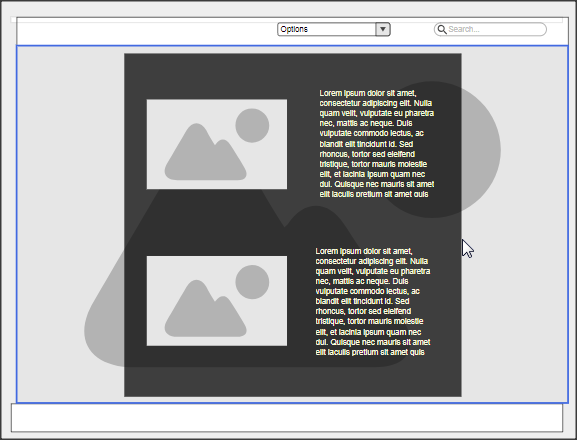 Options
Search...
Lorem ipsum dolor sit amet,
consectetur adipiscing elit. Nulla
quam velit, vulputate eu pharetra
nec, mattis ac neque. Duis
vulputate commodo lectus, ac
blandit elit tincidunt id. Sed
rhoncus, tortor sed eleifend
tristique, tortor mauris molestie
elit, et lacinia ipsum quam nec
dui. Quisque nec mauris sit amet
elit iaculis pretium sit amet quis
Lorem ipsum dolor sit amet,
consectetur adipiscing elit. Nulla
quam velit, vulputate eu pharetra
nec, mattis ac neque. Duis
vulputate commodo lectus, ac
blandit elit tincidunt id. Sed
rhoncus, tortor sed eleifend
tristique, tortor mauris molestie
elit, et lacinia ipsum quam nec
dui. Quisque nec mauris sit amet
elit iaculis pretium sit amet quis